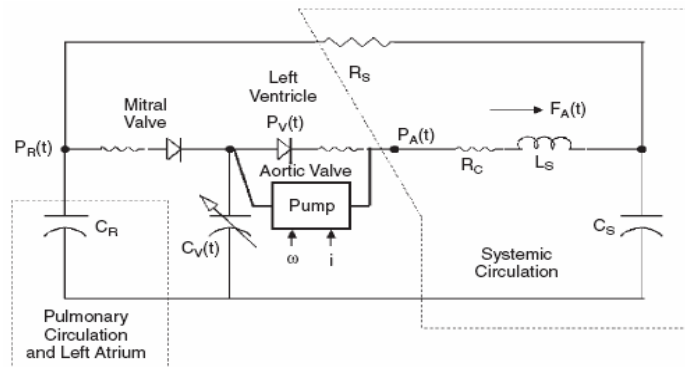 R_S
Left
Ventricle
Mitral
Valve
F_A(t)
P_V(t)
P_A(t)
P_R(t)
Aortic Valve
R_C
L_S
Pump
C_R
C_V(t)
C_S
ω
i
Systemic
Circulation
Pulmonary
Circulation
and Left Atrium